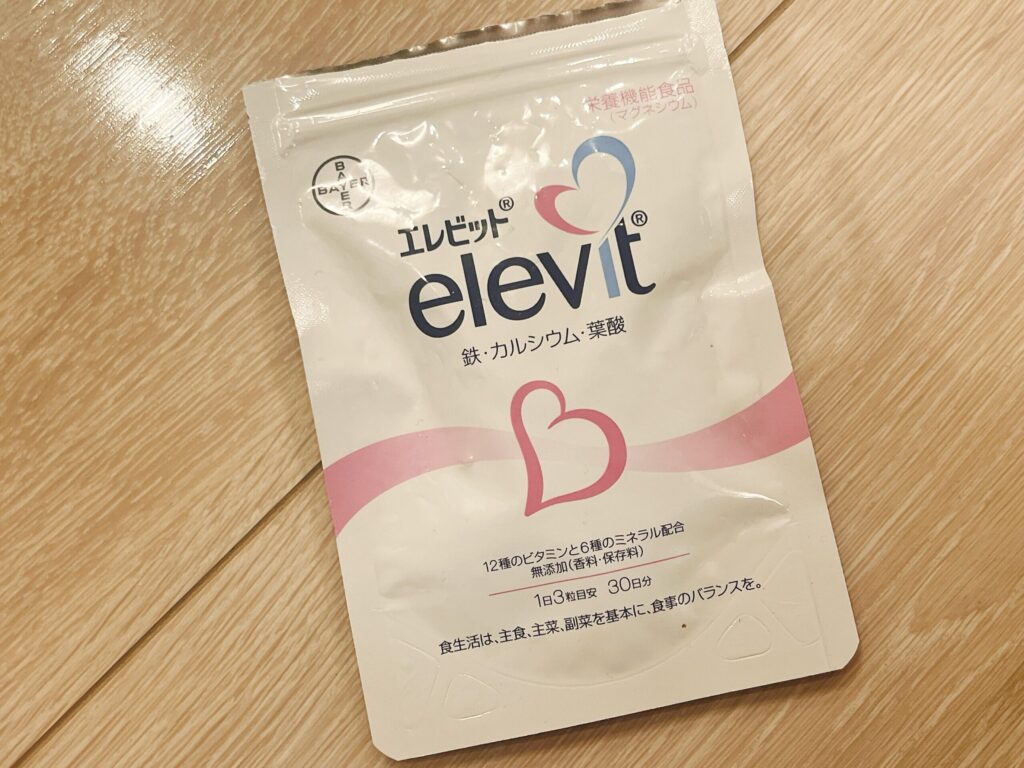 栄養機能食品
(マグネシウム)
BAYER
BAYER
エレビット®
elevit®
鉄・カルシウム・葉酸
12種のビタミンと6種のミネラル配合
無添加(香料・保存料)
1日3粒目安 30日分
食生活は、主食、主菜、副菜を基本に、食事のバランスを。